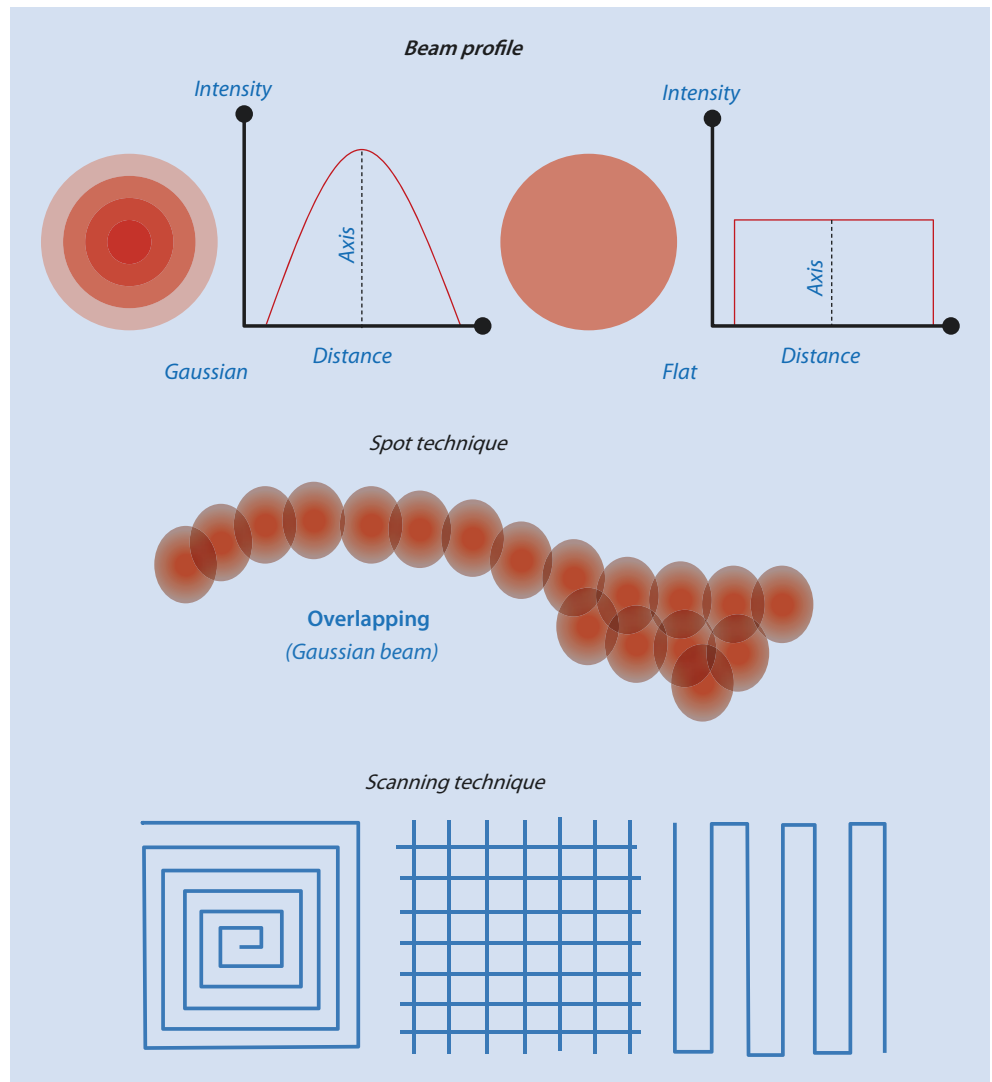 Beam profile
Intensity
Axis
Distance
Gaussian
Intensity
Axis
Distance
Flat
Spot technique
Overlapping
(Gaussian beam)
Scanning technique